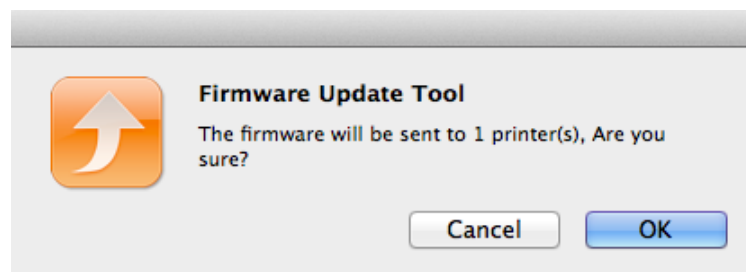 Firmware Update Tool
The firmware will be sent to 1 printer(s), Are you
sure?
Cancel
OK